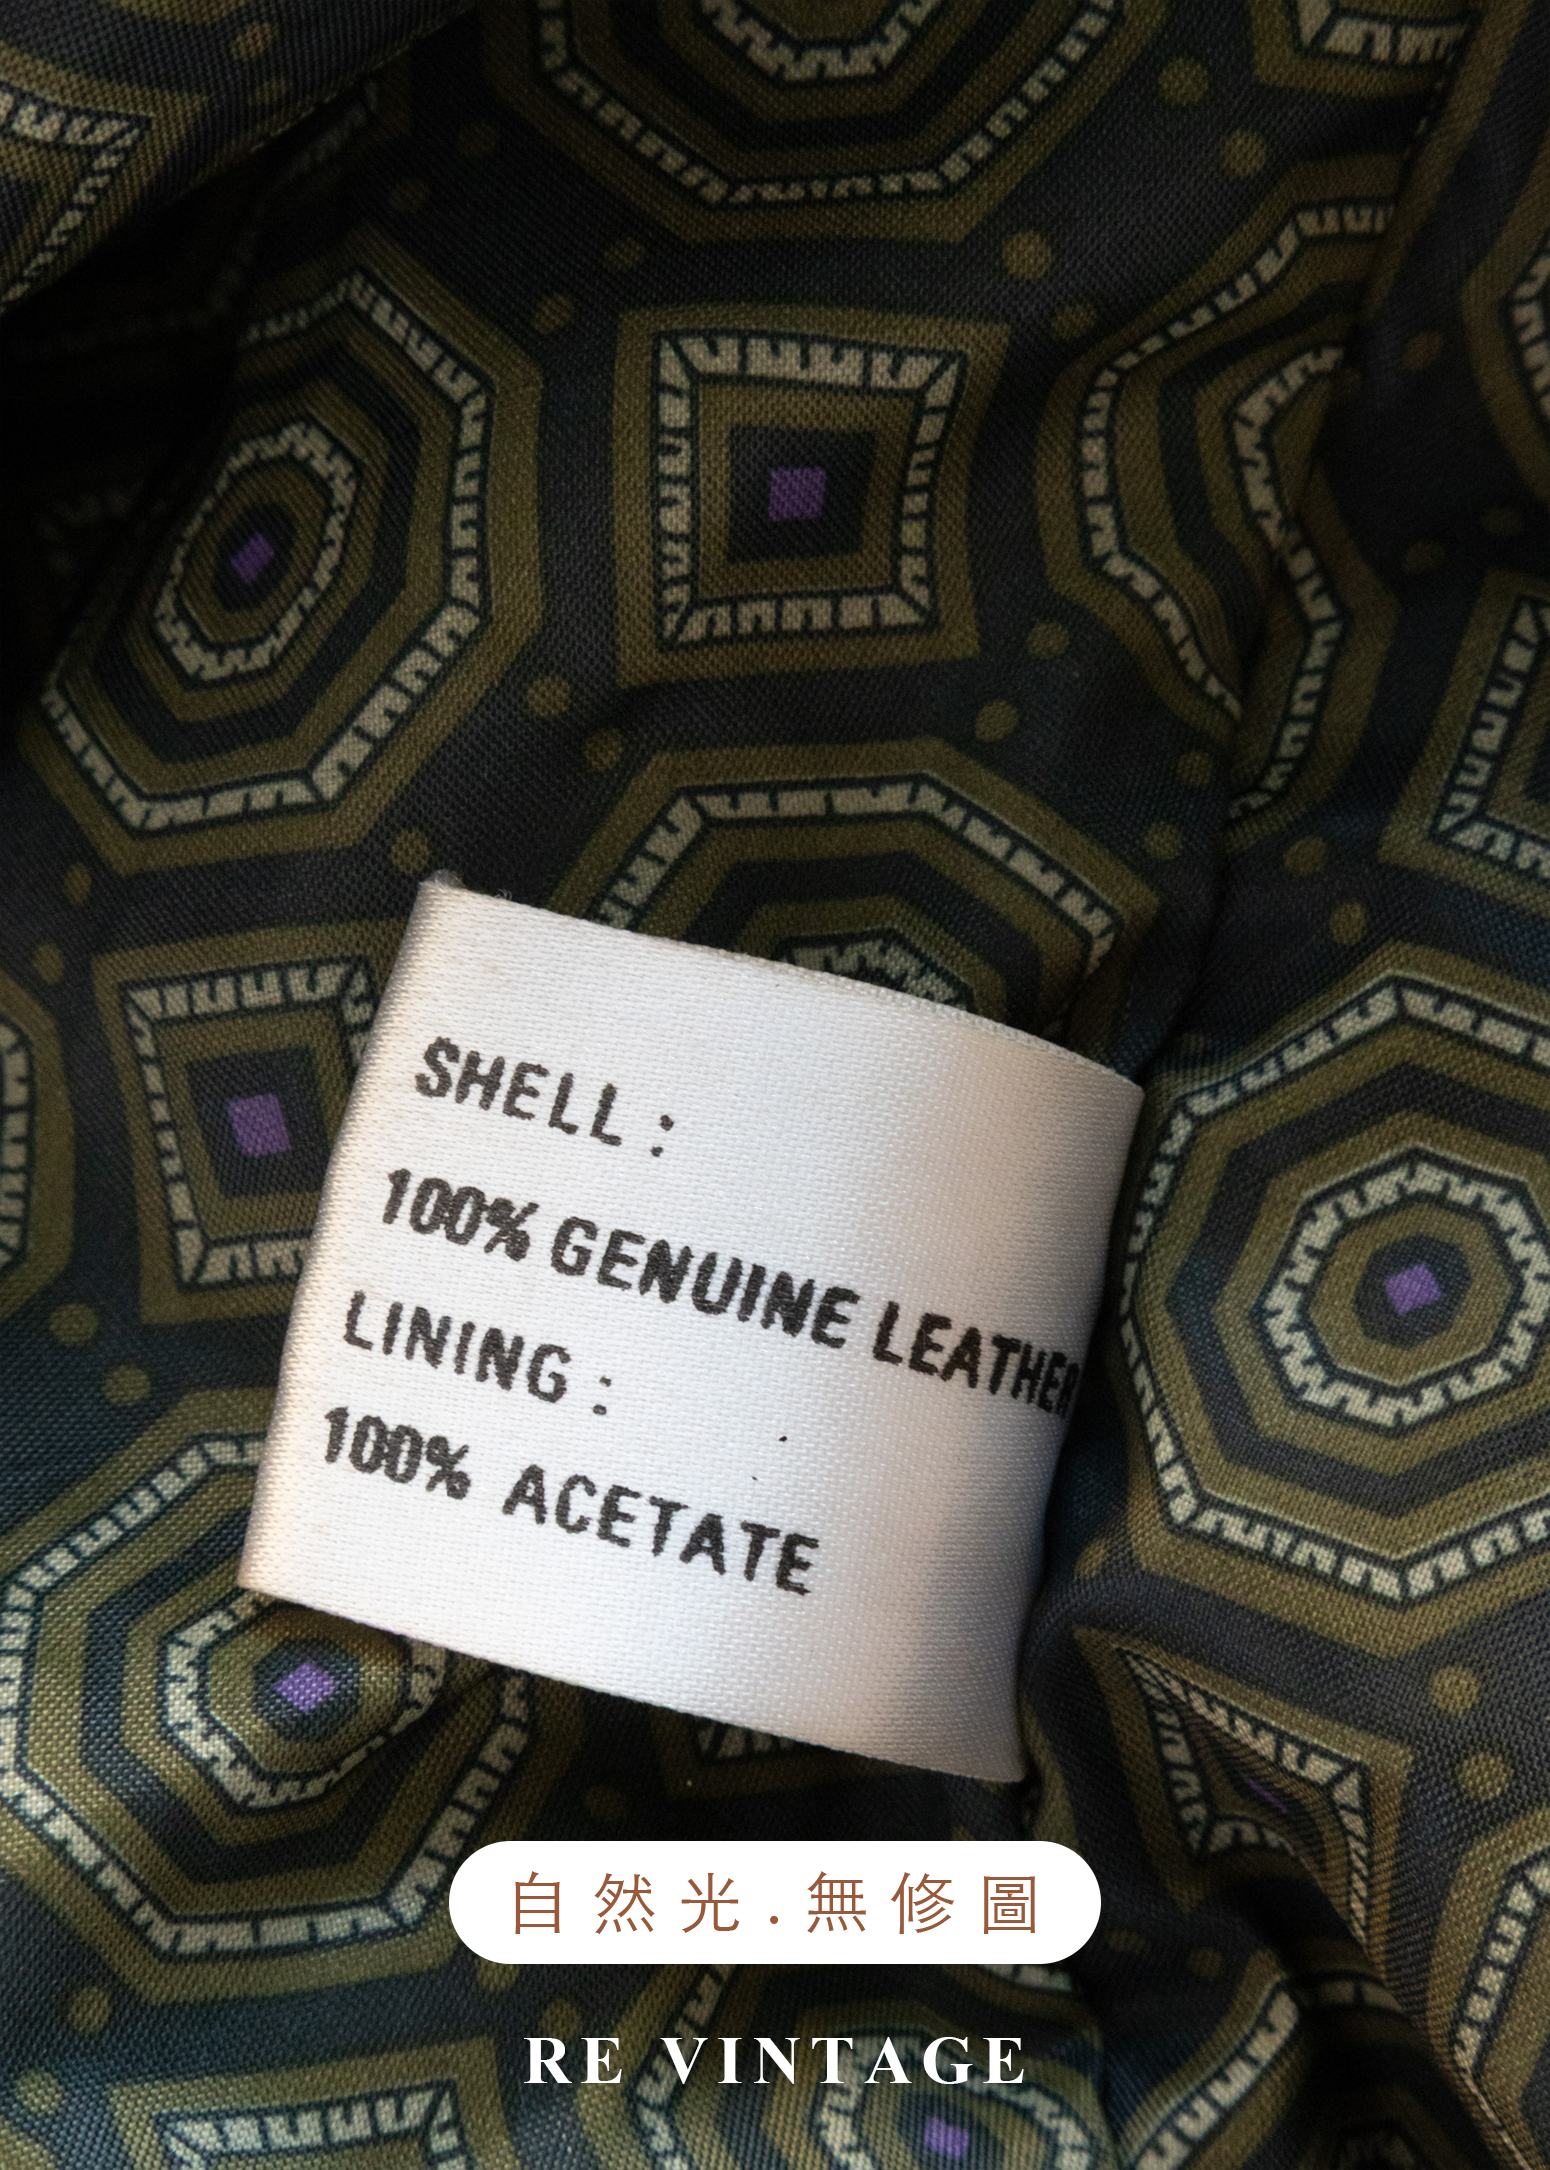 SHELL :
100% GENUINE LEATHER
LINING :
100% ACETATE
自然光.無修圖
RE VINTAGE